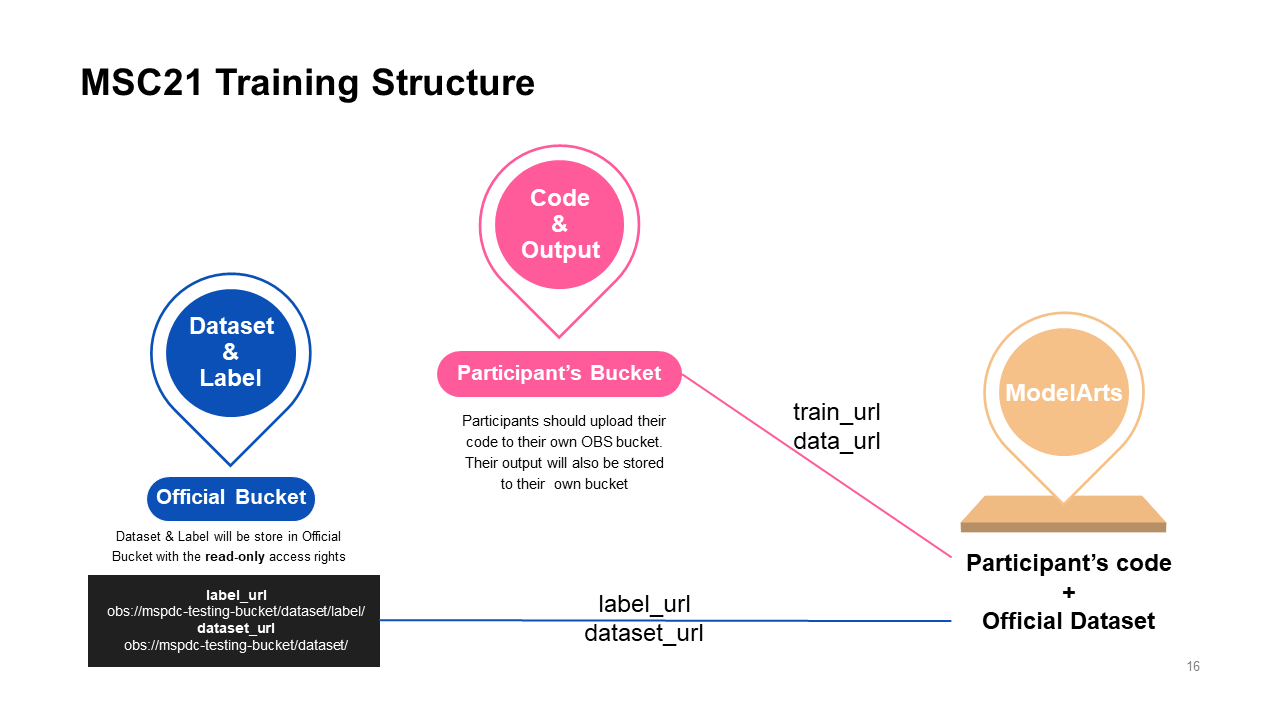 MSC21 Training Structure
Code
&
Output
Dataset
&
Label
Participant's Bucket
Participants should upload their
code to their own OBS bucket.
Their output will also be stored
to their own bucket
train_url
data_url
ModelArts
Official Bucket
Dataset & Label will be store in Official
Bucket with the read-only access rights
label_url
obs://mspdc-testing-bucket/dataset/label/
dataset_url
obs://mspdc-testing-bucket/dataset/
label_url
dataset_url
Participant's code
+
Official Dataset
16